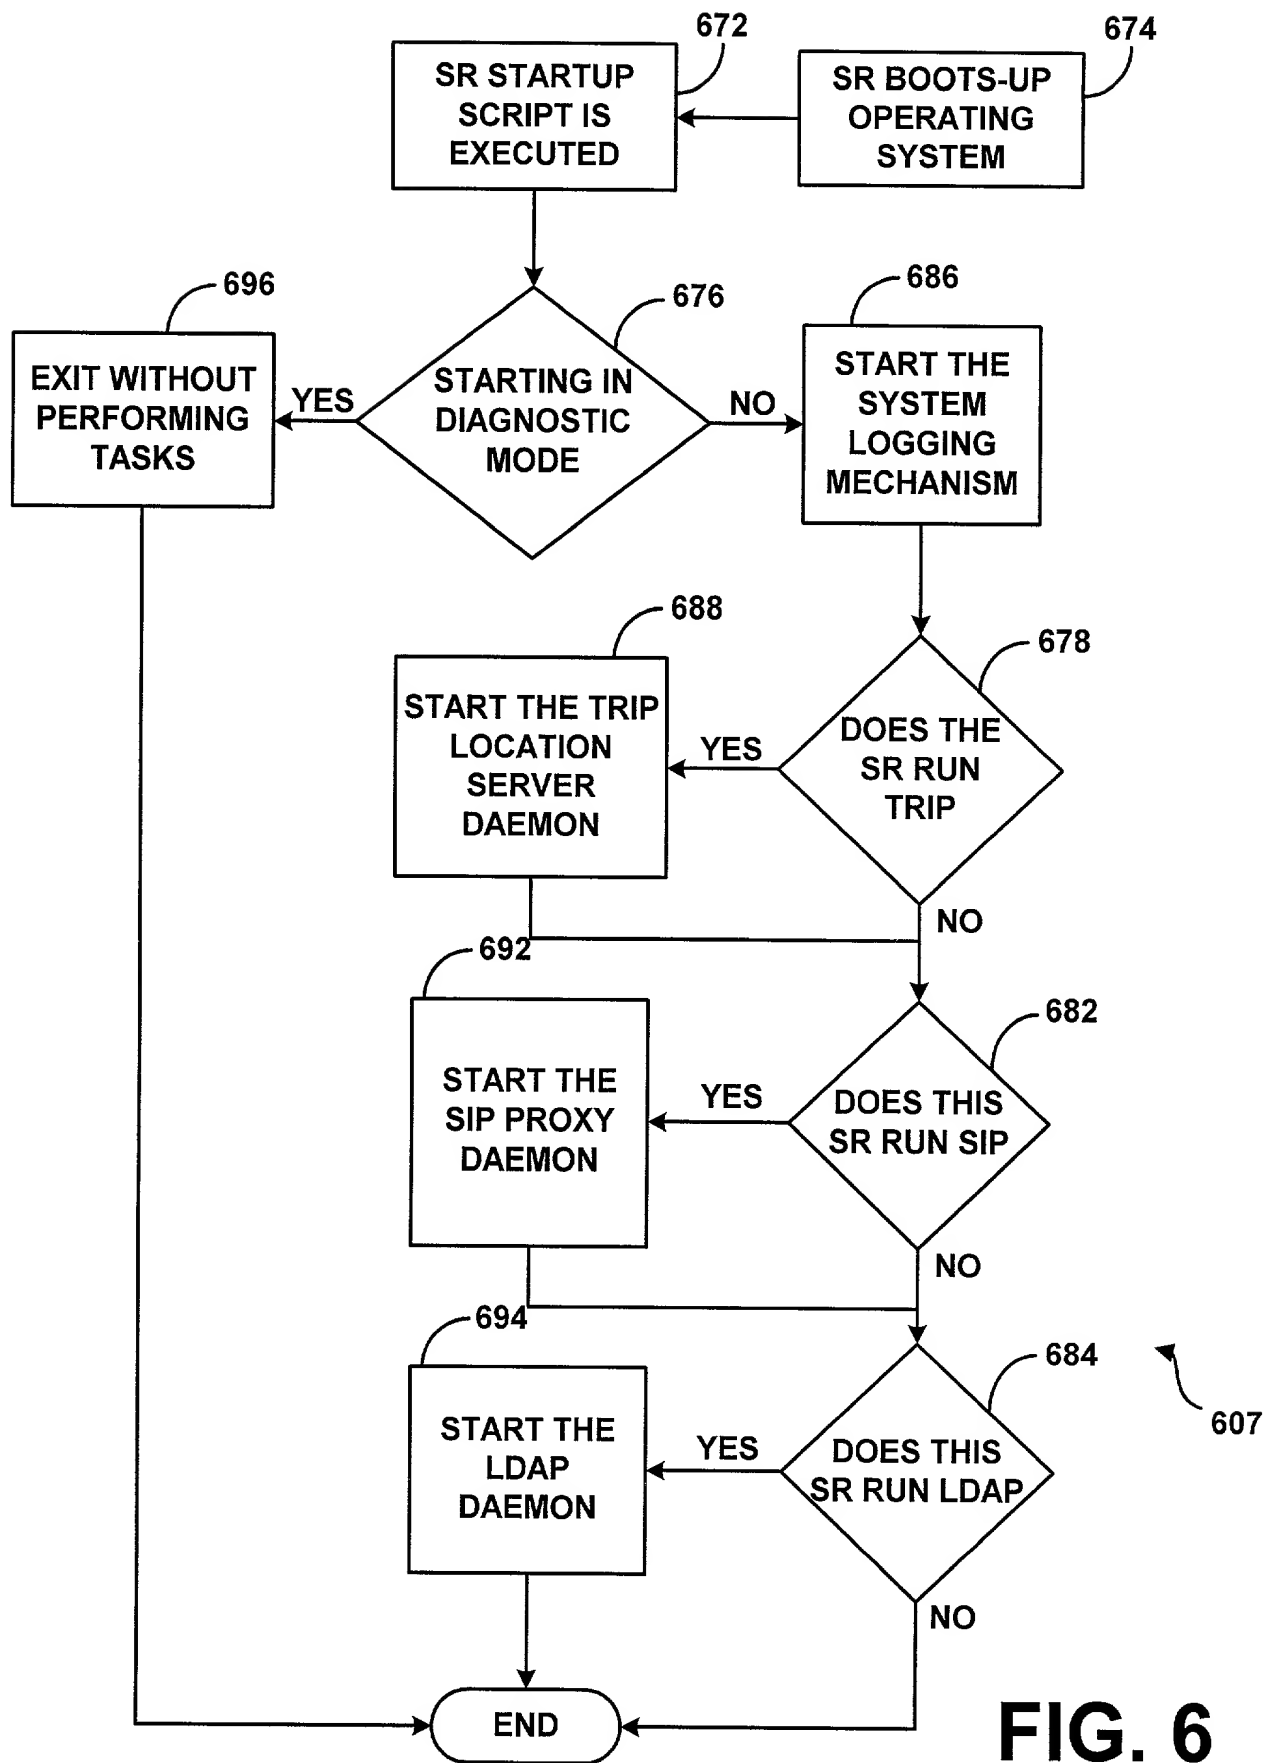 672
674
SR STARTUP
SCRIPT IS
EXECUTED
SR BOOTS-UP
OPERATING
SYSTEM
696
676
686
EXIT WITHOUT
PERFORMING
TASKS
YES
STARTING IN
DIAGNOSTIC
MODE
NO
START THE
SYSTEM
LOGGING
MECHANISM
688
678
START THE TRIP
LOCATION
SERVER
DAEMON
YES
DOES THE
SR RUN
TRIP
NO
692
682
START THE
SIP PROXY
DAEMON
YES
DOES THIS
SR RUN SIP
NO
694
684
START THE
LDAP
DAEMON
YES
DOES THIS
SR RUN LDAP
NO
607
END
FIG. 6